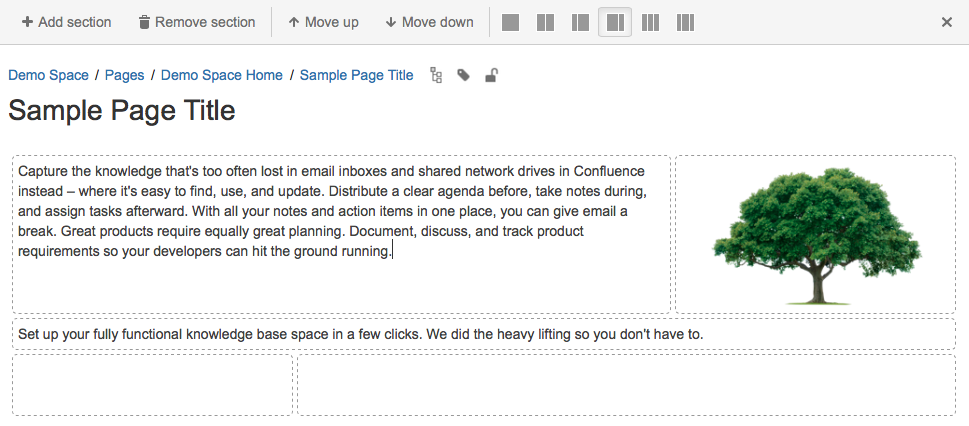 Add section Remove section Move up Move down
Demo Space / Pages / Demo Space Home / Sample Page Title
Sample Page Title
Capture the knowledge that's too often lost in email inboxes and shared network drives in Confluence
instead – where it's easy to find, use, and update. Distribute a clear agenda before, take notes during,
and assign tasks afterward. With all your notes and action items in one place, you can give email a
break. Great products require equally great planning. Document, discuss, and track product
requirements so your developers can hit the ground running.
Set up your fully functional knowledge base space in a few clicks. We did the heavy lifting so you don't have to.